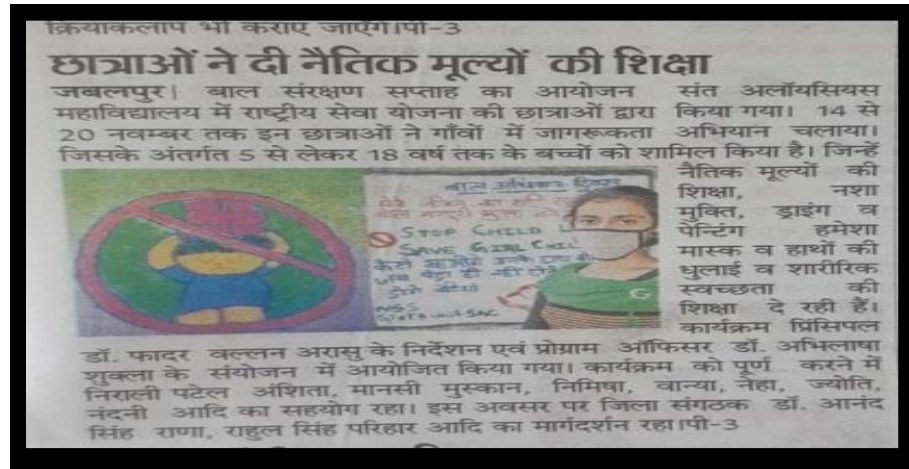 क्रियाकलाप भी कराए जाएंगे।पी-3
छात्राओं ने दी नैतिक मूल्यों की शिक्षा
जबलपुर। बाल संरक्षण सप्ताह का आयोजन संत अलॉयसियस
महाविद्यालय में राष्ट्रीय सेवा योजना की छात्राओं द्वारा किया गया। 14 से
20 नवम्बर तक इन छात्राओं ने गाँवों में जागरूकता अभियान चलाया।
जिसके अंतर्गत 5 से लेकर 18 वर्ष तक के बच्चों को शामिल किया है। जिन्हें
नैतिक मूल्यों की
शिक्षा, नशा
मुक्ति, ड्राइंग व
पेन्टिंग हमेशा
मास्क व हाथों की
धुलाई व शारीरिक
स्वच्छता की
शिक्षा दे रही हैं।
कार्यक्रम प्रिंसिपल
बाल अधिकार दिवस
STOP CHILD L
SAVE GIRL CHIL
NSS
डॉ. फादर वल्लन अरासु के निर्देशन एवं प्रोग्राम ऑफिसर डॉ. अभिलाषा
शुक्ला के संयोजन में आयोजित किया गया। कार्यक्रम को पूर्ण करने में
निराली पटेल अंशिता, मानसी मुस्कान, निमिषा, वान्या, नेहा, ज्योति,
नंदनी आदि का सहयोग रहा। इस अवसर पर जिला संगठक डॉ. आनंद
सिंह राणा, राहुल सिंह परिहार आदि का मार्गदर्शन रहा।पी-3